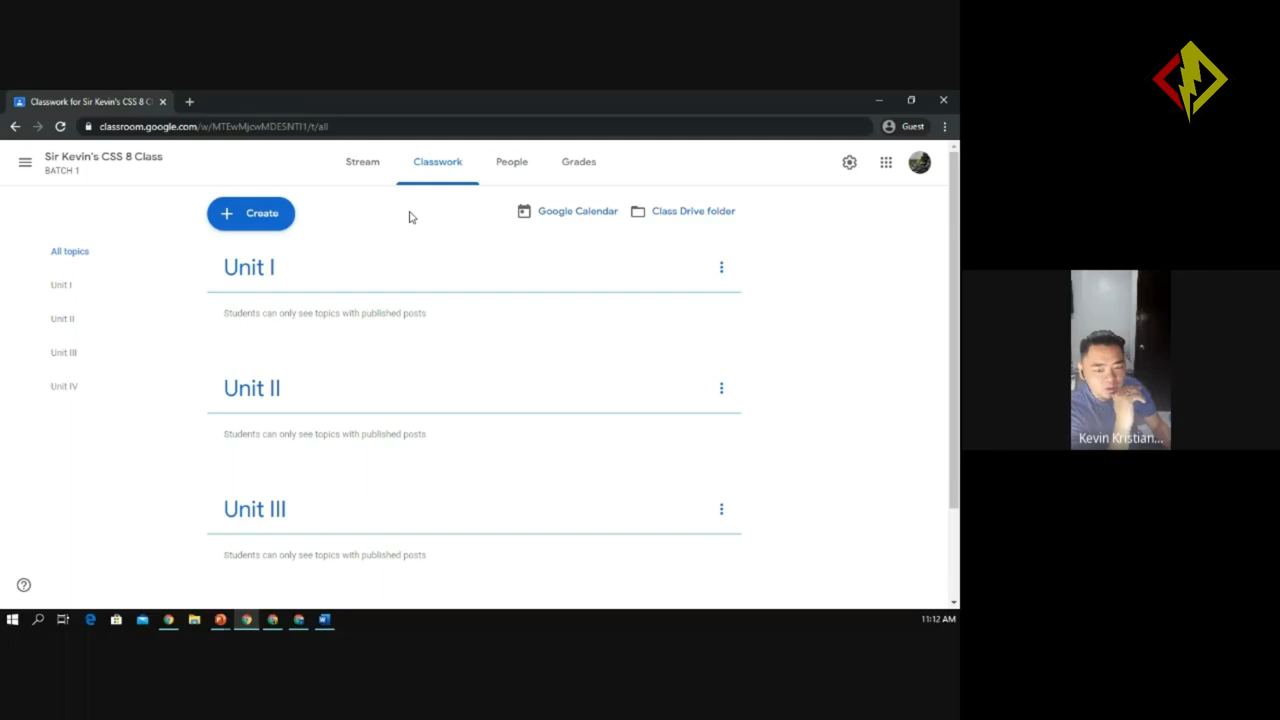 Classwork for Sir Kevin's CSS 8 C
classroom.google.com/w/MTEwMjcwMDE5NTI1/t/all
Guest
Sir Kevin's CSS 8 Class
BATCH 1
Stream
Classwork
People
Grades
Create
Google Calendar
Class Drive folder
All topics
Unit I
Unit II
Unit III
Unit IV
Unit I
Students can only see topics with published posts
Unit II
Students can only see topics with published posts
Unit III
Students can only see topics with published posts
11:12 AM
Kevin Kristian...